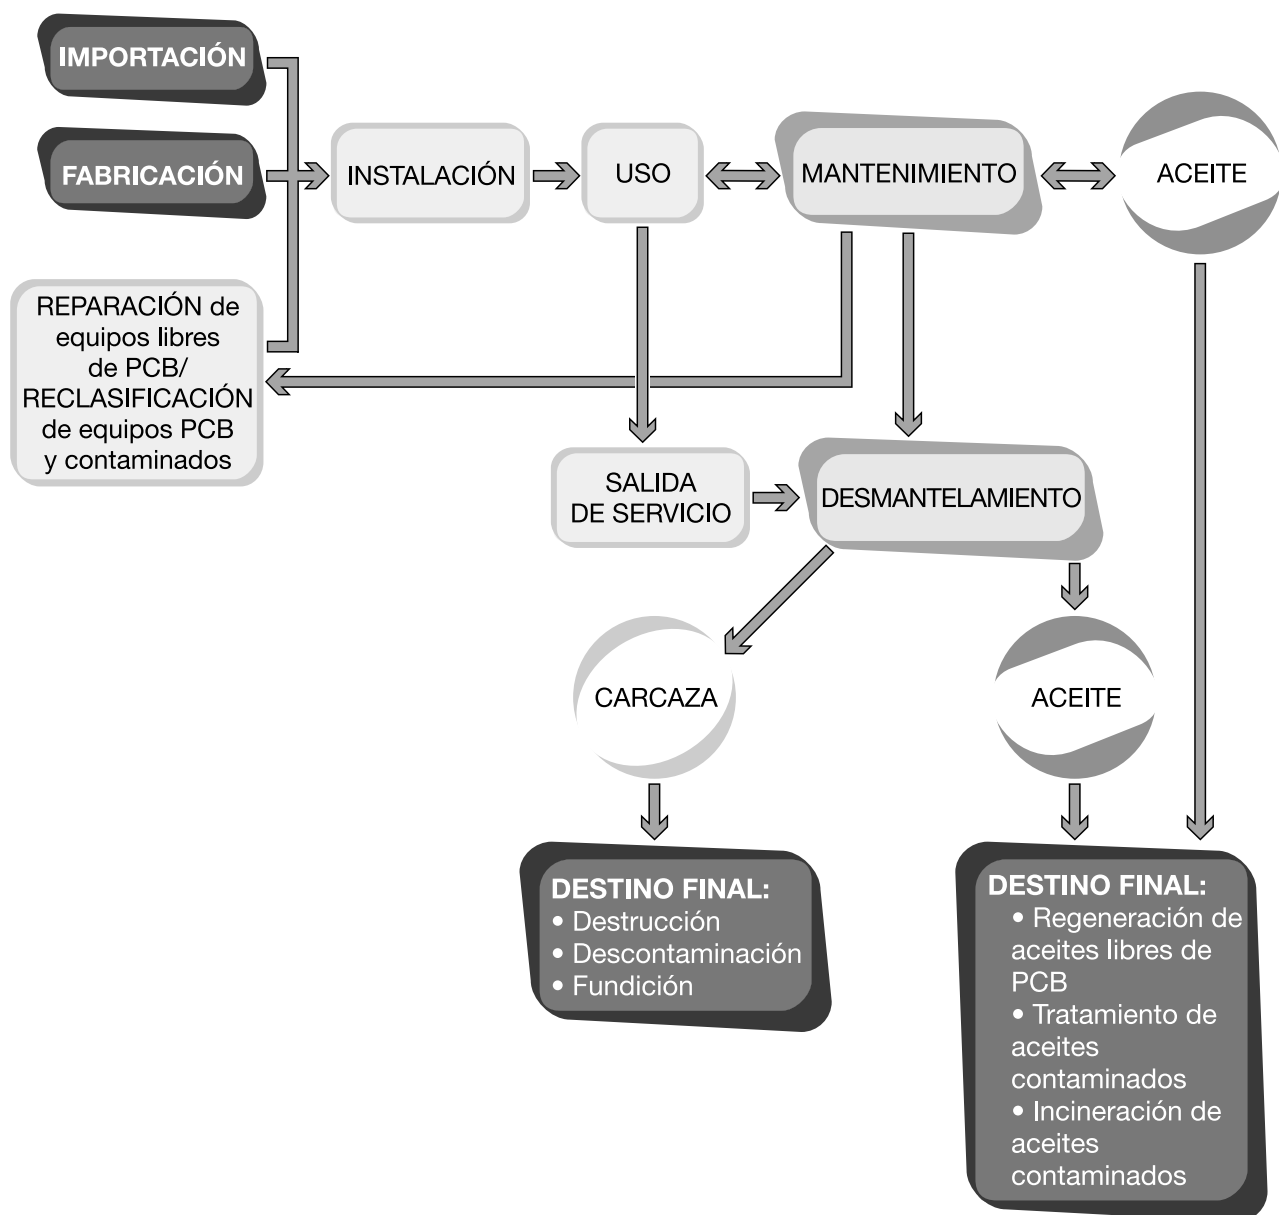 IMPORTACIÓN
FABRICACIÓN
INSTALACIÓN
USO
MANTENIMIENTO
ACEITE
REPARACIÓN de
equipos libres
de PCB/
RECLASIFICACIÓN
de equipos PCB
y contaminados
SALIDA
DE SERVICIO
DESMANTELAMIENTO
CARCAZA
ACEITE
DESTINO FINAL:
• Destrucción
• Descontaminación
• Fundición
DESTINO FINAL:
• Regeneración de
aceites libres de
PCB
• Tratamiento de
aceites
contaminados
• Incineración de
aceites
contaminados